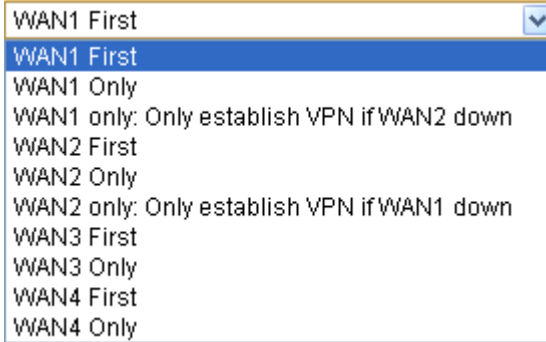 WAN1 First
WAN1 First
WAN1 Only
WAN1 only: Only establish VPN if WAN2 down
WAN2 First
WAN2 Only
WAN2 only: Only establish VPN if WAN1 down
WAN3 First
WAN3 Only
WAN4 First
WAN4 Only